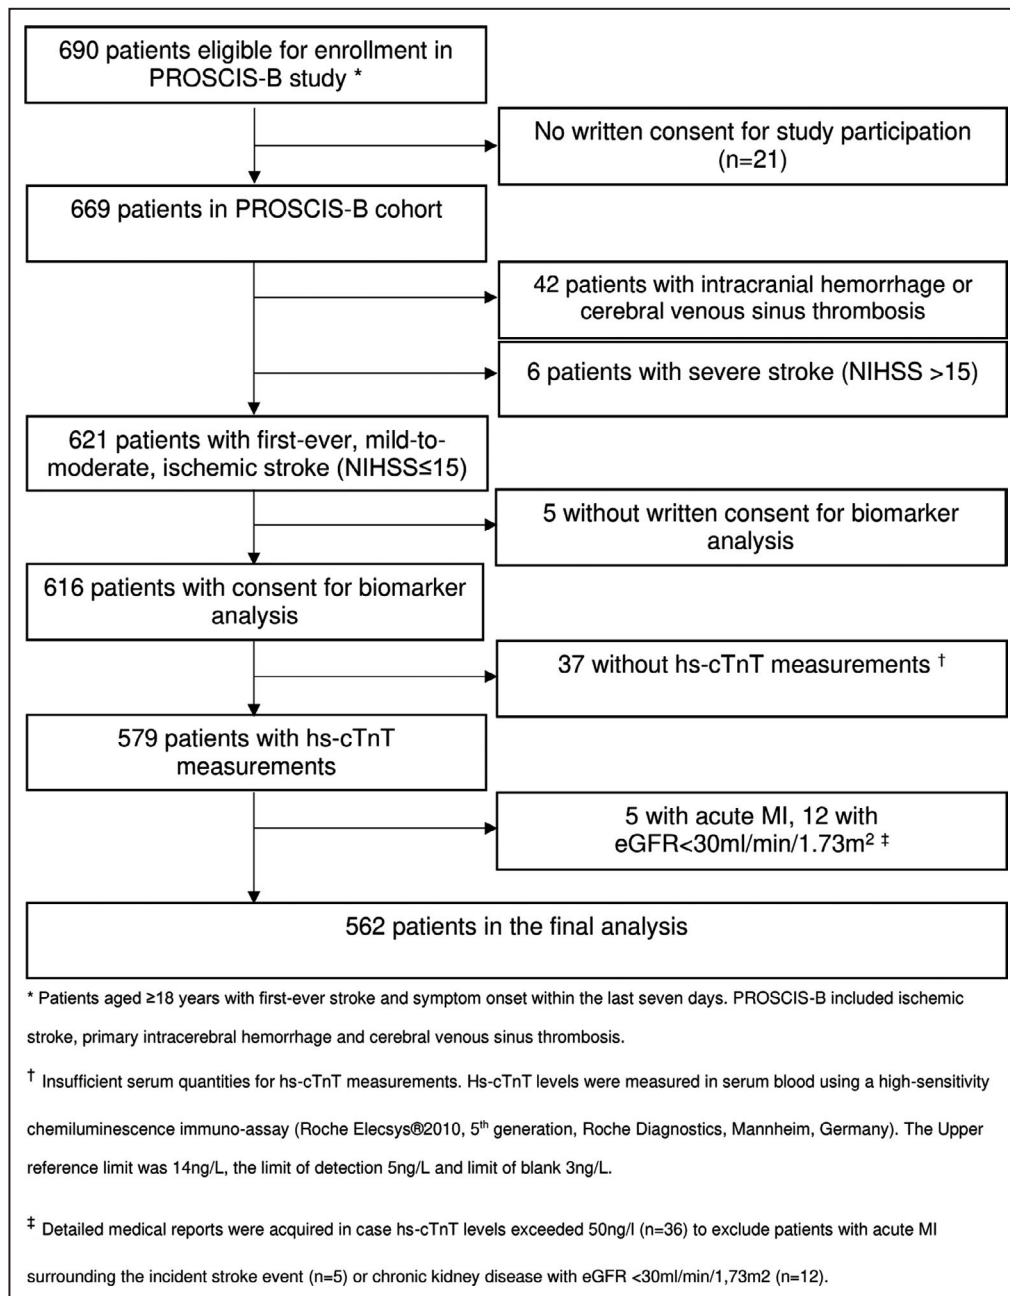 690 patients eligible for enrollment in
PROSCIS-B study *
No written consent for study participation
(n=21)
669 patients in PROSCIS-B cohort
42 patients with intracranial hemorrhage or
cerebral venous sinus thrombosis
6 patients with severe stroke (NIHSS >15)
621 patients with first-ever, mild-to-
moderate, ischemic stroke (NIHSS≤15)
5 without written consent for biomarker
analysis
616 patients with consent for biomarker
analysis
37 without hs-cTnT measurements †
579 patients with hs-cTnT
measurements
5 with acute MI, 12 with
eGFR<30ml/min/1.73m² ‡
562 patients in the final analysis
* Patients aged ≥18 years with first-ever stroke and symptom onset within the last seven days. PROSCIS-B included ischemic
stroke, primary intracerebral hemorrhage and cerebral venous sinus thrombosis.
† Insufficient serum quantities for hs-cTnT measurements. Hs-cTnT levels were measured in serum blood using a high-sensitivity
chemiluminescence immuno-assay (Roche Elecsys®2010, 5th generation, Roche Diagnostics, Mannheim, Germany). The Upper
reference limit was 14ng/L, the limit of detection 5ng/L and limit of blank 3ng/L.
‡ Detailed medical reports were acquired in case hs-cTnT levels exceeded 50ng/l (n=36) to exclude patients with acute MI
surrounding the incident stroke event (n=5) or chronic kidney disease with eGFR <30ml/min/1,73m2 (n=12).